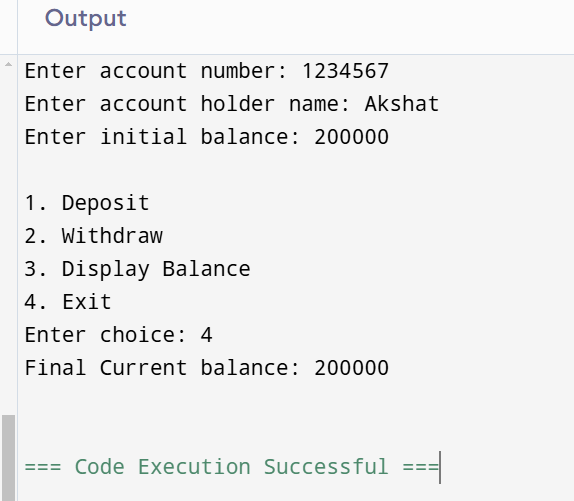 Output
Enter account number: 1234567
Enter account holder name: Akshat
Enter initial balance: 200000
1. Deposit
2. Withdraw
3. Display Balance
4. Exit
Enter choice: 4
Final Current balance: 200000
=== Code Execution Successful ===